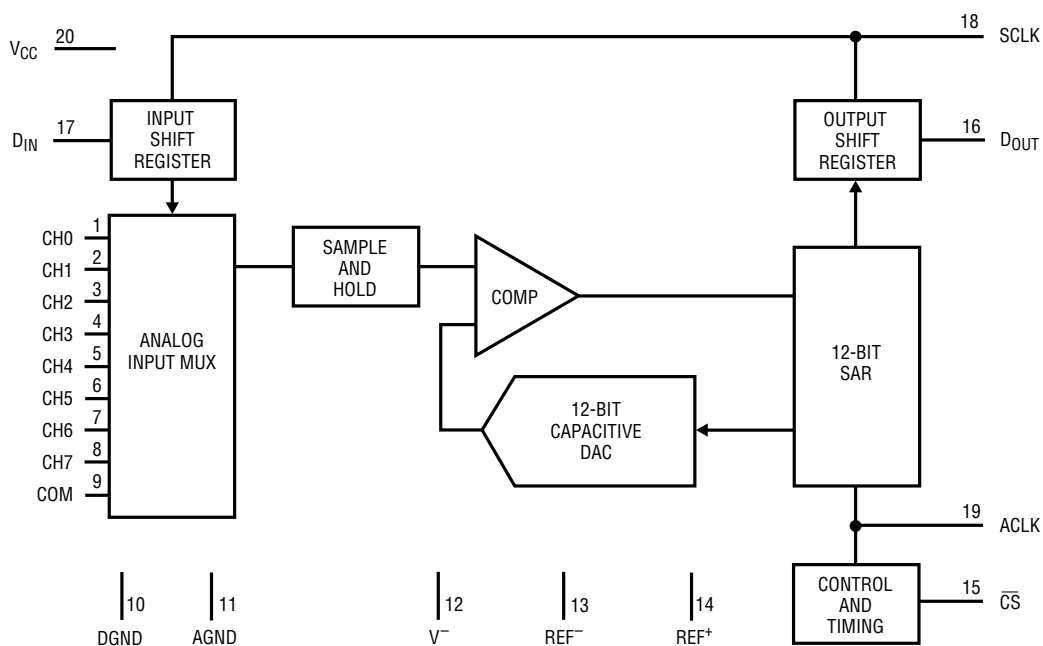 VCC 20
18 SCLK
DIN 17
INPUT
SHIFT
REGISTER
OUTPUT
SHIFT
REGISTER
16 DOUT
CH0 1
CH1 2
CH2 3
CH3 4
CH4 5
CH5 6
CH6 7
CH7 8
COM 9
ANALOG
INPUT MUX
SAMPLE
AND
HOLD
COMP
12-BIT
CAPACITIVE
DAC
12-BIT
SAR
19 ACLK
CONTROL
AND
TIMING
15 C̅S̅
10
DGND
11
AGND
12
V⁻
13
REF⁻
14
REF⁺